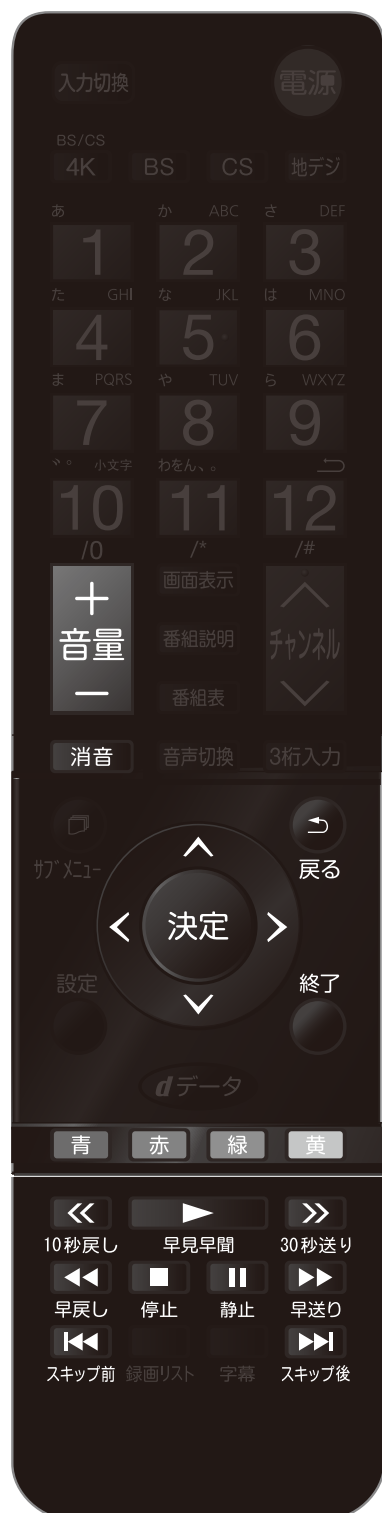 入力切換 電源
BS/CS
4K BS CS 地デジ
あ か ABC さ DEF
1 2 3
た GHI な JKL は MNO
4 5 6
ま PQRS や TUV ら WXYZ
7 8 9
゛゜ 小文字 わをん、。
10 11 12
/0 /* /#
+ 画面表示
音量 番組説明 チャンネル
− 番組表
消音 音声切換 3桁入力
サブメニュー 戻る
決定
設定 終了
dデータ
青 赤 緑 黄
10秒戻し 早見早聞 30秒送り
早戻し 停止 静止 早送り
スキップ前 録画リスト 字幕 スキップ後